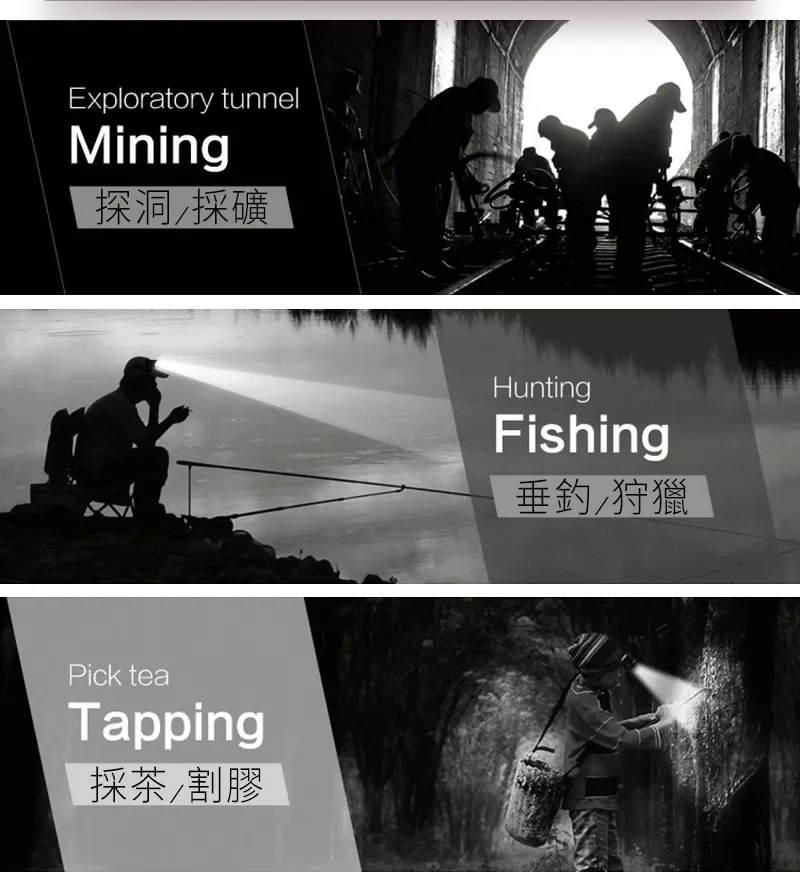 Exploratory tunnel
Mining
探洞/採礦
Hunting
Fishing
垂釣/狩獵
Pick tea
Tapping
採茶/割膠